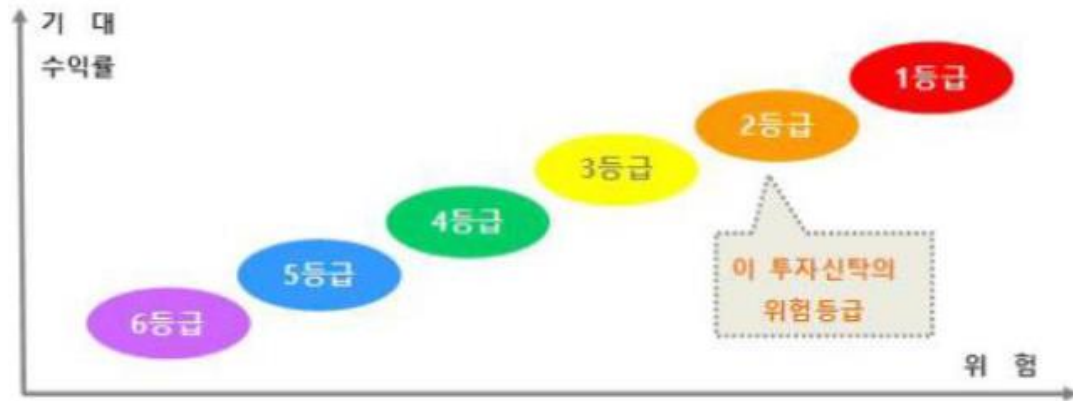 기 대
수익률
1등급
2등급
3등급
4등급
5등급
6등급
이 투자신탁의
위험등급
위 험